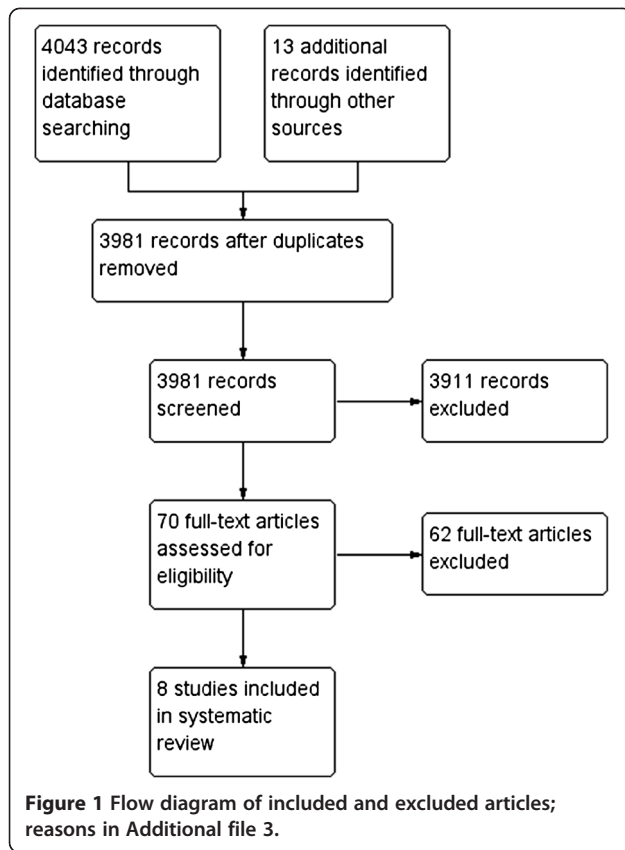 4043 records
identified through
database
searching
13 additional
records identified
through other
sources
3981 records after duplicates
removed
3981 records
screened
3911 records
excluded
70 full-text articles
assessed for
eligibility
62 full-text articles
excluded
8 studies included
in systematic
review
Figure 1 Flow diagram of included and excluded articles;
reasons in Additional file 3.